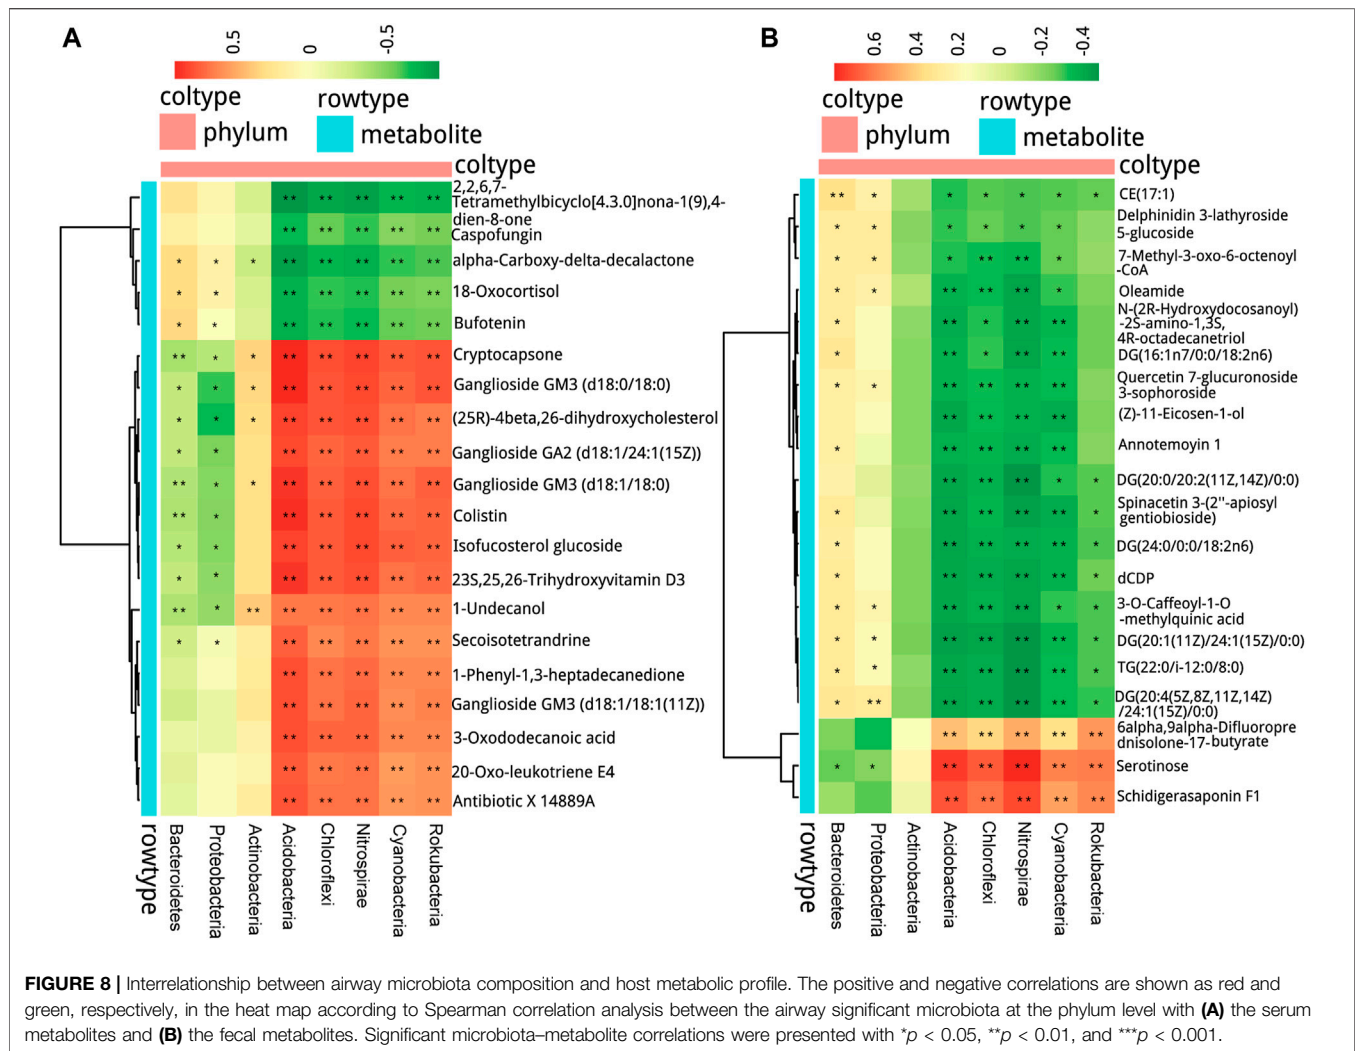 A
0.5
0
-0.5
coltype
rowtype
phylum
metabolite
coltype
2,2,6,7-
Tetramethylbicyclo[4.3.0]nona-1(9),4-
dien-8-one
Caspofungin
alpha-Carboxy-delta-decalactone
18-Oxocortisol
Bufotenin
Cryptocapsone
Ganglioside GM3 (d18:0/18:0)
(25R)-4beta,26-dihydroxycholesterol
Ganglioside GA2 (d18:1/24:1(15Z))
Ganglioside GM3 (d18:1/18:0)
Colistin
Isofucosterol glucoside
23S,25,26-Trihydroxyvitamin D3
1-Undecanol
Secoisotetrandrine
1-Phenyl-1,3-heptadecanedione
Ganglioside GM3 (d18:1/18:1(11Z))
3-Oxododecanoic acid
20-Oxo-leukotriene E4
Antibiotic X 14889A
rowtype
Bacteroidetes
Proteobacteria
Actinobacteria
Acidobacteria
Chloroflexi
Nitrospirae
Cyanobacteria
Rokubacteria
B
0.6
0.4
0.2
0
-0.2
-0.4
coltype
rowtype
phylum
metabolite
coltype
CE(17:1)
Delphinidin 3-lathyroside
5-glucoside
7-Methyl-3-oxo-6-octenoyl
-CoA
Oleamide
N-(2R-Hydroxydocosanoyl)
-2S-amino-1,3S,
4R-octadecanetriol
DG(16:1n7/0:0/18:2n6)
Quercetin 7-glucuronoside
3-sophoroside
(Z)-11-Eicosen-1-ol
Annotemoyin 1
DG(20:0/20:2(11Z,14Z)/0:0)
Spinacetin 3-(2''-apiosyl
gentiobioside)
DG(24:0/0:0/18:2n6)
dCDP
3-O-Caffeoyl-1-O
-methylquinic acid
DG(20:1(11Z)/24:1(15Z)/0:0)
TG(22:0/i-12:0/8:0)
DG(20:4(5Z,8Z,11Z,14Z)
/24:1(15Z)/0:0)
6alpha,9alpha-Difluoropre
dnisolone-17-butyrate
Serotinose
Schidigerasaponin F1
rowtype
Bacteroidetes
Proteobacteria
Actinobacteria
Acidobacteria
Chloroflexi
Nitrospirae
Cyanobacteria
Rokubacteria
FIGURE 8 | Interrelationship between airway microbiota composition and host metabolic profile. The positive and negative correlations are shown as red and
green, respectively, in the heat map according to Spearman correlation analysis between the airway significant microbiota at the phylum level with (A) the serum
metabolites and (B) the fecal metabolites. Significant microbiota–metabolite correlations were presented with *p < 0.05, **p < 0.01, and ***p < 0.001.